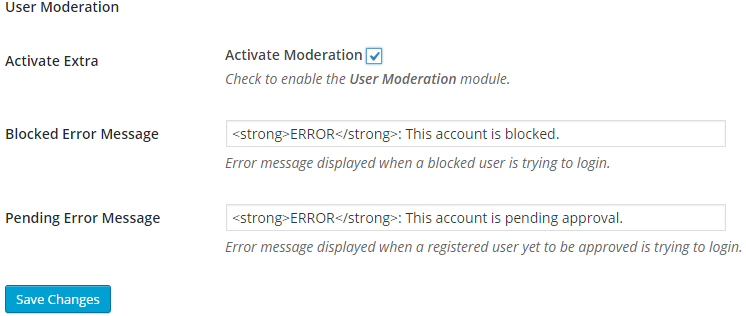 User Moderation
Activate Extra
Activate Moderation
Check to enable the User Moderation module.
Blocked Error Message
<strong>ERROR</strong>: This account is blocked.
Error message displayed when a blocked user is trying to login.
Pending Error Message
<strong>ERROR</strong>: This account is pending approval.
Error message displayed when a registered user yet to be approved is trying to login.
Save Changes